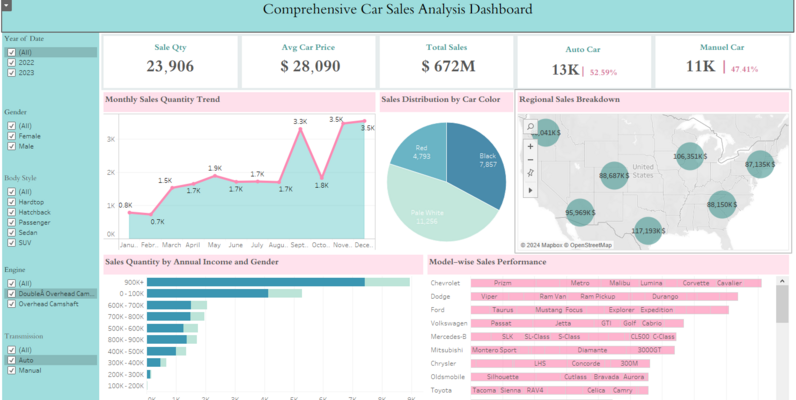 Comprehensive Car Sales Analysis Dashboard
Year of Date
(All)
2022
2023
Gender
(All)
Female
Male
Body Style
(All)
Hardtop
Hatchback
Passenger
Sedan
SUV
Engine
(All)
DoubleÂ Overhead Cam...
Overhead Camshaft
Transmission
(All)
Auto
Manual
Sale Qty
23,906
Avg Car Price
$ 28,090
Total Sales
$ 672M
Auto Car
13K | 52.59%
Manuel Car
11K | 47.41%
Monthly Sales Quantity Trend
3K
2K
1K
0K
0.8K
0.7K
1.5K
1.7K
1.9K
1.7K
1.7K
1.7K
3.3K
1.8K
3.5K
3.5K
Janu.. Febr.. March April May June July Augu.. Sept.. Octo.. Nove.. Dece..
Sales Distribution by Car Color
Red
4,793
Black
7,857
Pale White
11,256
Regional Sales Breakdown
041K $
106,351K $
87,135K $
88,687K $
United
States
95,969K $
88,150K $
117,193K $
© 2024 Mapbox © OpenStreetMap
Sales Quantity by Annual Income and Gender
900K+
0 - 100K
600K - 700K
700K - 800K
500K - 600K
800K - 900K
400K - 500K
300K - 400K
200K - 300K
100K - 200K
0K 1K 2K 3K 4K 5K 6K 7K 8K 9K
Model-wise Sales Performance
Chevrolet Prizm Metro Malibu Lumina Corvette Cavalier
Dodge Viper Ram Van Ram Pickup Durango
Ford Taurus Mustang Focus Explorer Expedition
Volkswagen Passat Jetta GTI Golf Cabrio
Mercedes-B SLK SL-Class S-Class CL500 C-Class
Mitsubishi Montero Sport Diamante 3000GT
Chrysler LHS Concorde 300M
Oldsmobile Silhouette Cutlass Bravada Aurora
Toyota Tacoma Sienna RAV4 Celica Camry